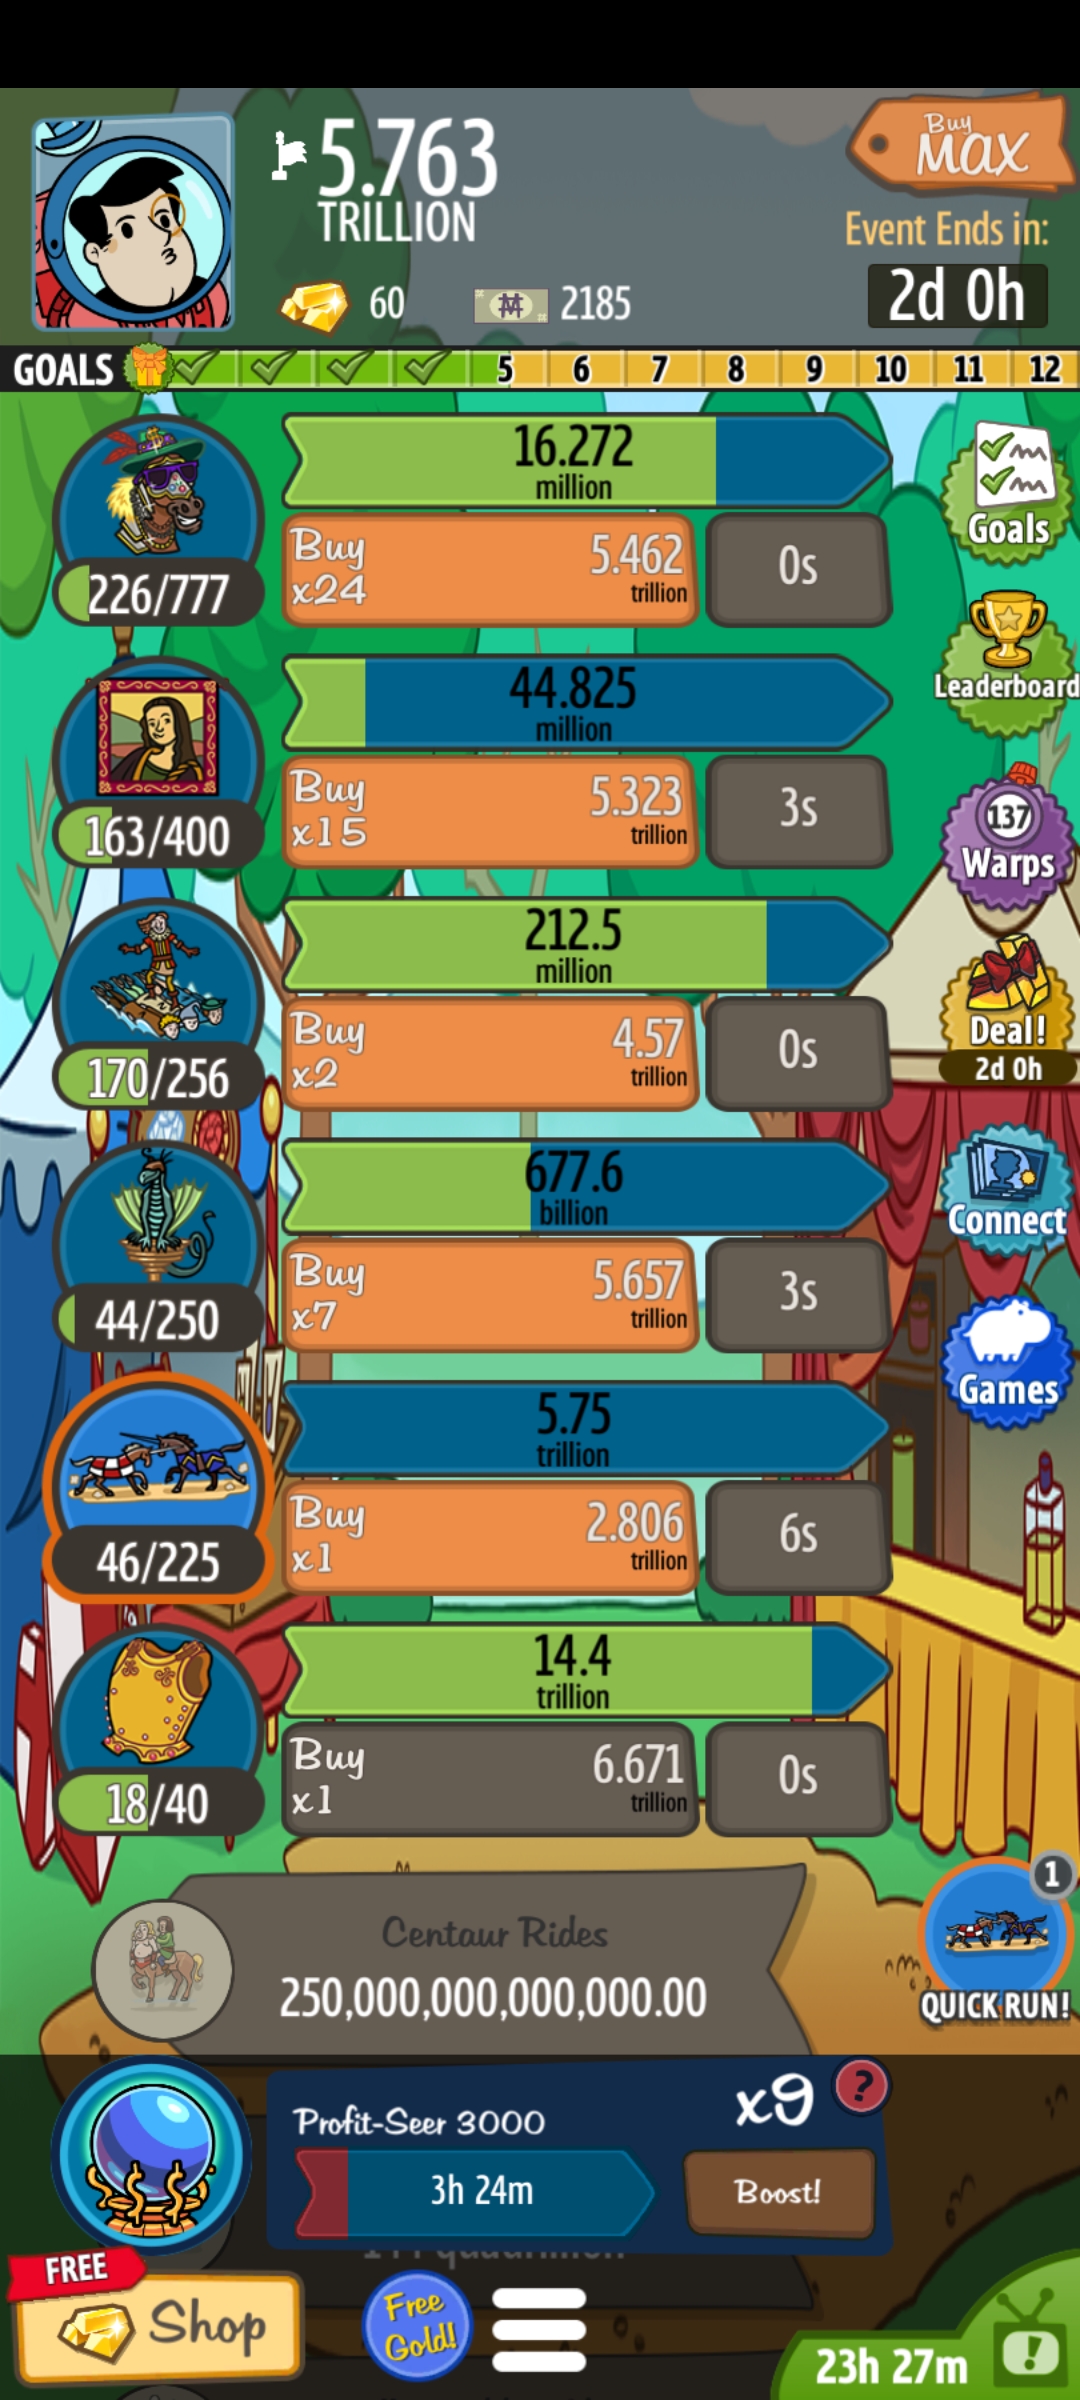 5.763
TRILLION
Buy
MAX
Event Ends in:
2d 0h
60
2185
GOALS 5 6 7 8 9 10 11 12
16.272
million
Buy
x24
5.462
trillion
0s
226/777
Goals
44.825
million
Leaderboard
Buy
x15
5.323
trillion
3s
163/400
137
Warps
212.5
million
Buy
x2
4.57
trillion
0s
170/256
Deal!
2d 0h
677.6
billion
Connect
Buy
x7
5.657
trillion
3s
44/250
Games
5.75
trillion
Buy
x1
2.806
trillion
6s
46/225
14.4
trillion
Buy
x1
6.671
trillion
0s
18/40
Centaur Rides
250,000,000,000,000.00
1
QUICK RUN!
Profit-Seer 3000
x9
?
3h 24m
Boost!
FREE
Shop
Free
Gold!
23h 27m
!